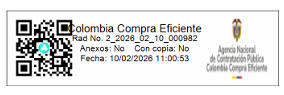 Colombia Compra Eficiente
Rad No. 2_2026_02_10_000982
Anexos: No Con copia: No
Fecha: 10/02/2026 11:00:53
Agencia Nacional
de Contratación Pública
Colombia Compra Eficiente